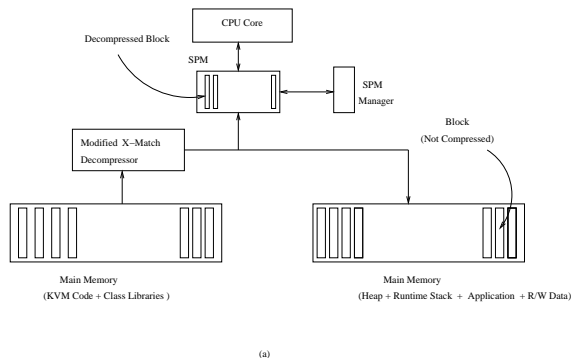 CPU Core
Decompressed Block
SPM
SPM
Manager
Block
(Not Compressed)
Modified X-Match
Decompressor
Main Memory
(KVM Code + Class Libraries )
Main Memory
(Heap + Runtime Stack + Application + R/W Data)
(a)